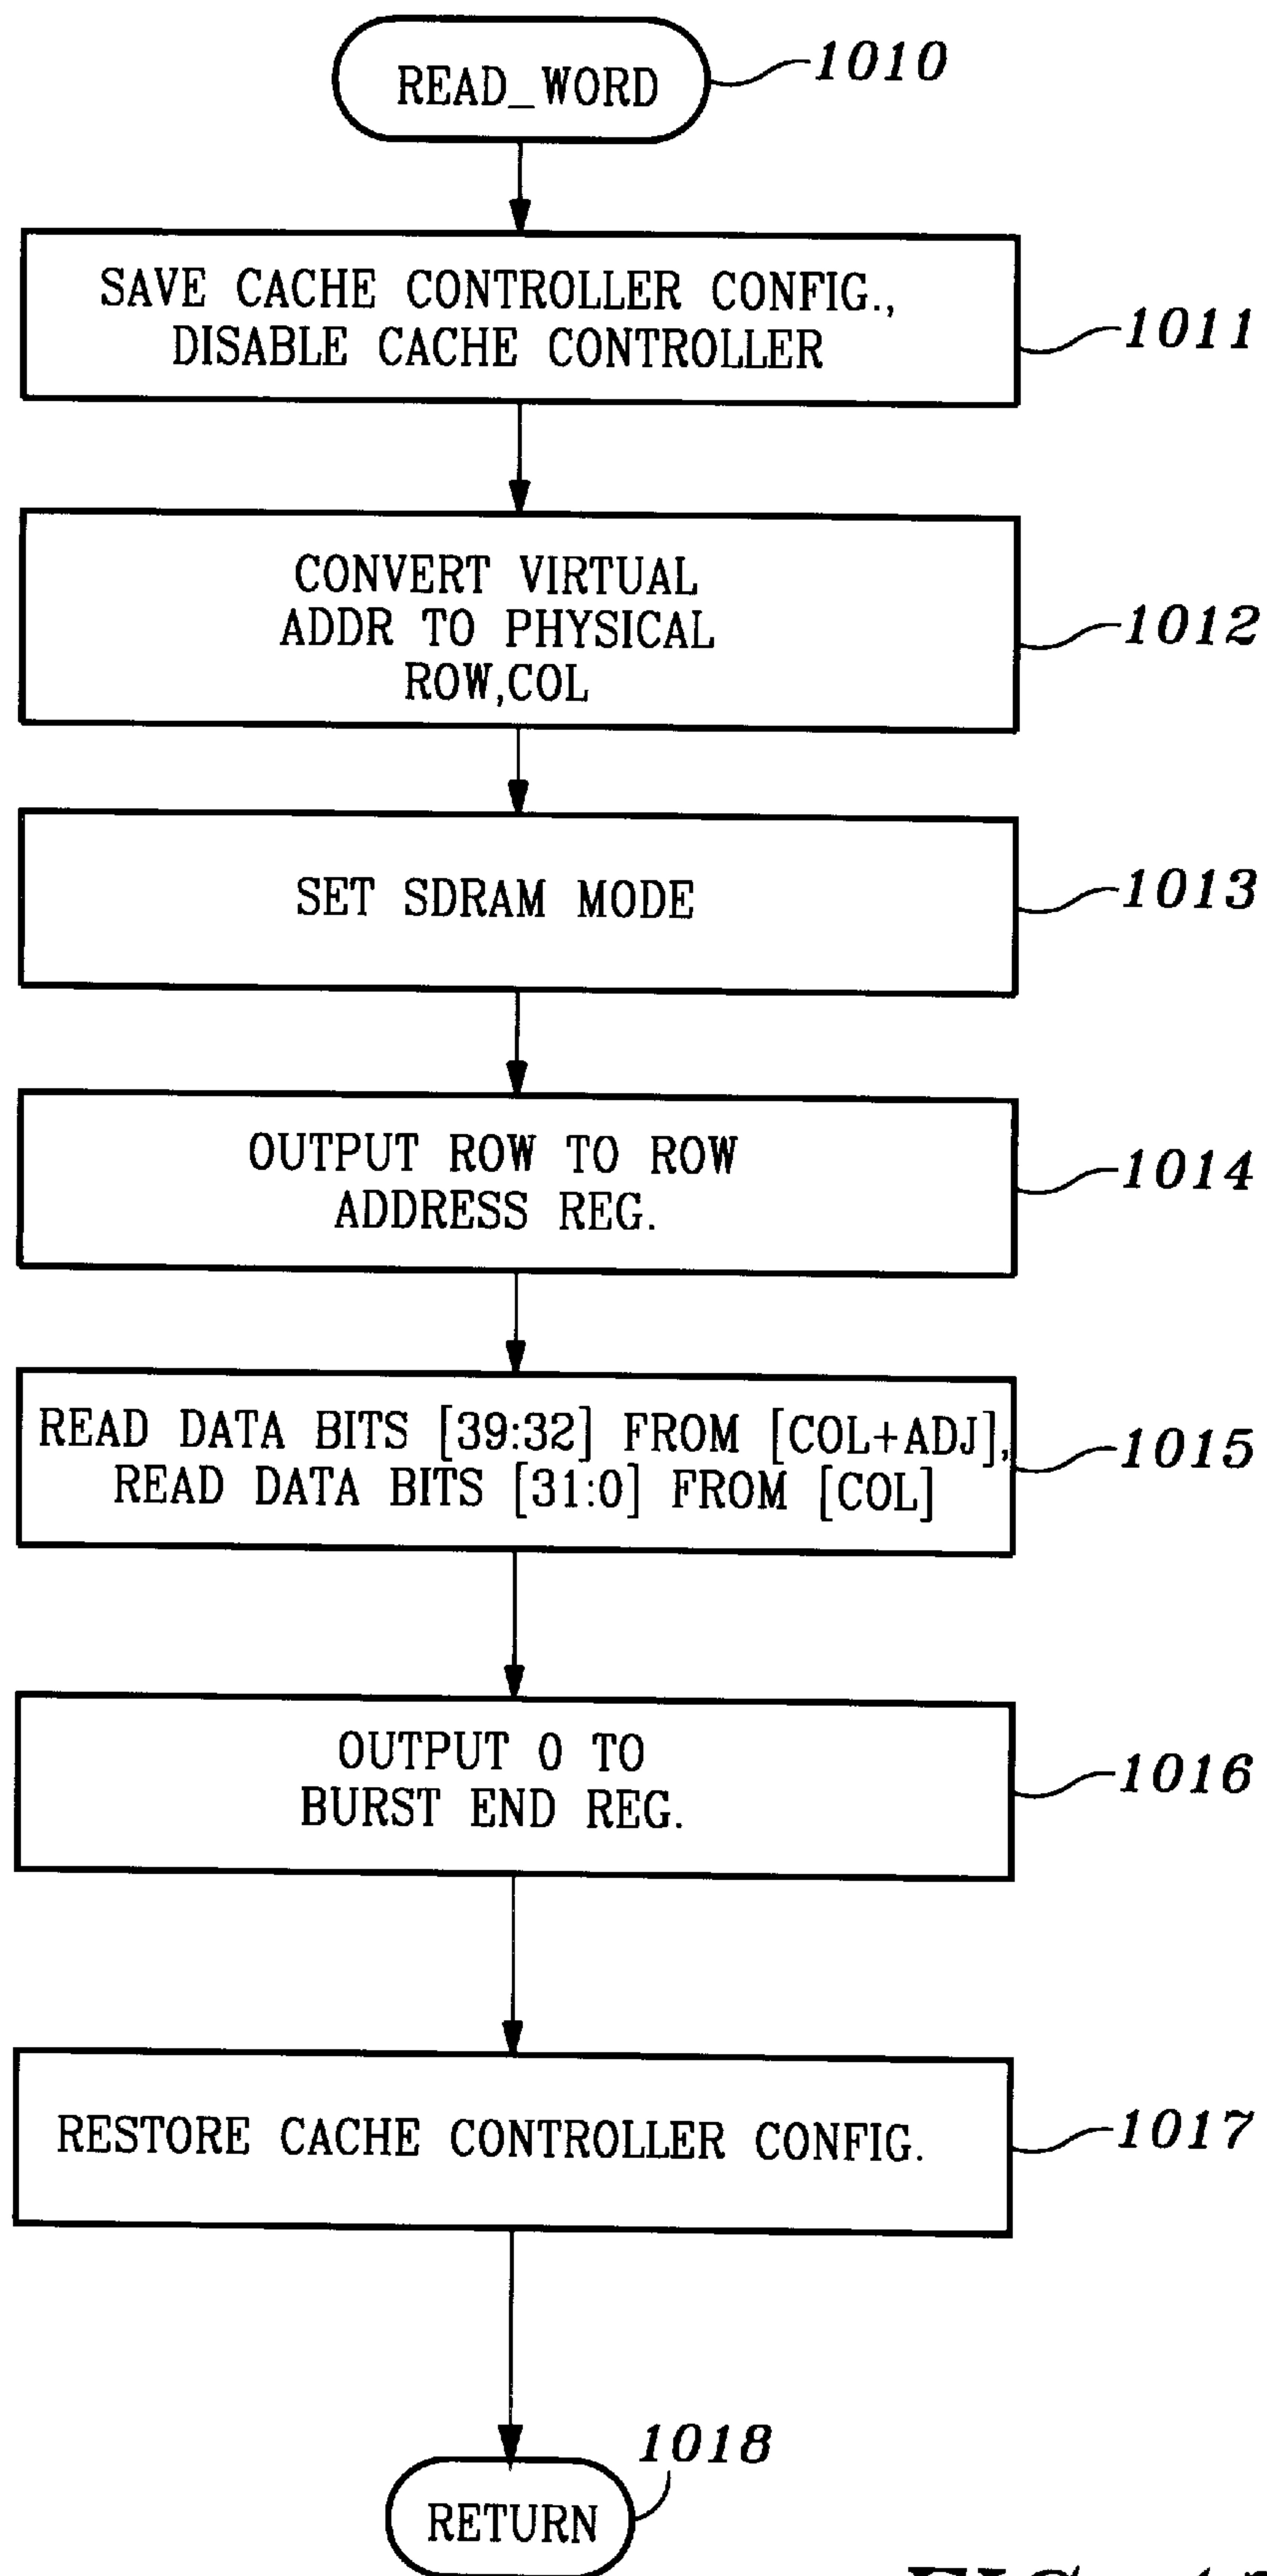 READ_WORD
1010
SAVE CACHE CONTROLLER CONFIG.,
DISABLE CACHE CONTROLLER
1011
CONVERT VIRTUAL
ADDR TO PHYSICAL
ROW,COL
1012
SET SDRAM MODE
1013
OUTPUT ROW TO ROW
ADDRESS REG.
1014
READ DATA BITS [39:32] FROM [COL+ADJ],
READ DATA BITS [31:0] FROM [COL]
1015
OUTPUT 0 TO
BURST END REG.
1016
RESTORE CACHE CONTROLLER CONFIG.
1017
1018
RETURN